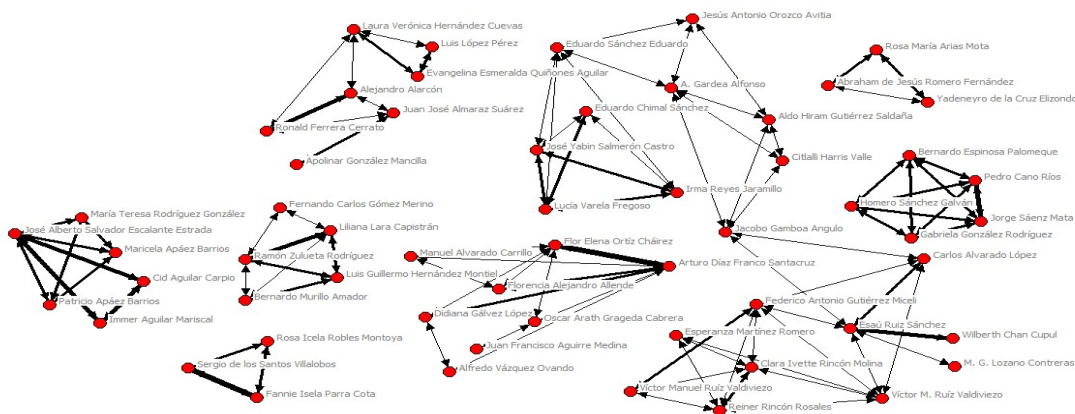 Laura Verónica Hernández Cuevas
Luis López Pérez
Evangelina Esmeralda Quiñones Aguilar
Alejandro Alarcón
Juan José Almaraz Suárez
Ronald Ferrera Cerrato
Apolinar González Mancilla
Jesús Antonio Orozco Avitia
Eduardo Sánchez Eduardo
A. Gardea Alfonso
Eduardo Chimal Sánchez
Aldo Hiram Gutiérrez Saldaña
José Yabin Salmerón Castro
Citlalli Harris Valle
Irma Reyes Jaramillo
Lucía Varela Fregoso
Jacobo Gamboa Angulo
Rosa María Arias Mota
Abraham de Jesús Romero Fernández
Yadeneyro de la Cruz Elizondo
Bernardo Espinosa Palomeque
Pedro Cano Ríos
Homero Sánchez Galván
Jorge Sáenz Mata
Gabriela González Rodríguez
María Teresa Rodríguez González
José Alberto Salvador Escalante Estrada
Maricela Apáez Barrios
Cid Aguilar Carpio
Patricio Apáez Barrios
Immer Aguilar Mariscal
Fernando Carlos Gómez Merino
Liliana Lara Capistrán
Ramón Zulueta Rodríguez
Luis Guillermo Hernández Montiel
Bernardo Murillo Amador
Rosa Icela Robles Montoya
Sergio de los Santos Villalobos
Fannie Isela Parra Cota
Manuel Alvarado Carrillo
Flor Elena Ortíz Cháirez
Arturo Díaz Franco Santacruz
Florencia Alejandro Allende
Didiana Gálvez López
Oscar Arath Grageda Cabrera
Juan Francisco Aguirre Medina
Alfredo Vázquez Ovando
Carlos Alvarado López
Federico Antonio Gutiérrez Miceli
Esperanza Martínez Romero
Esaú Ruíz Sánchez
Wilberth Chan Cupul
Clara Ivette Rincón Molina
M. G. Lozano Contreras
Víctor Manuel Ruíz Valdiviezo
Víctor M. Ruíz Valdiviezo
Reiner Rincón Rosales